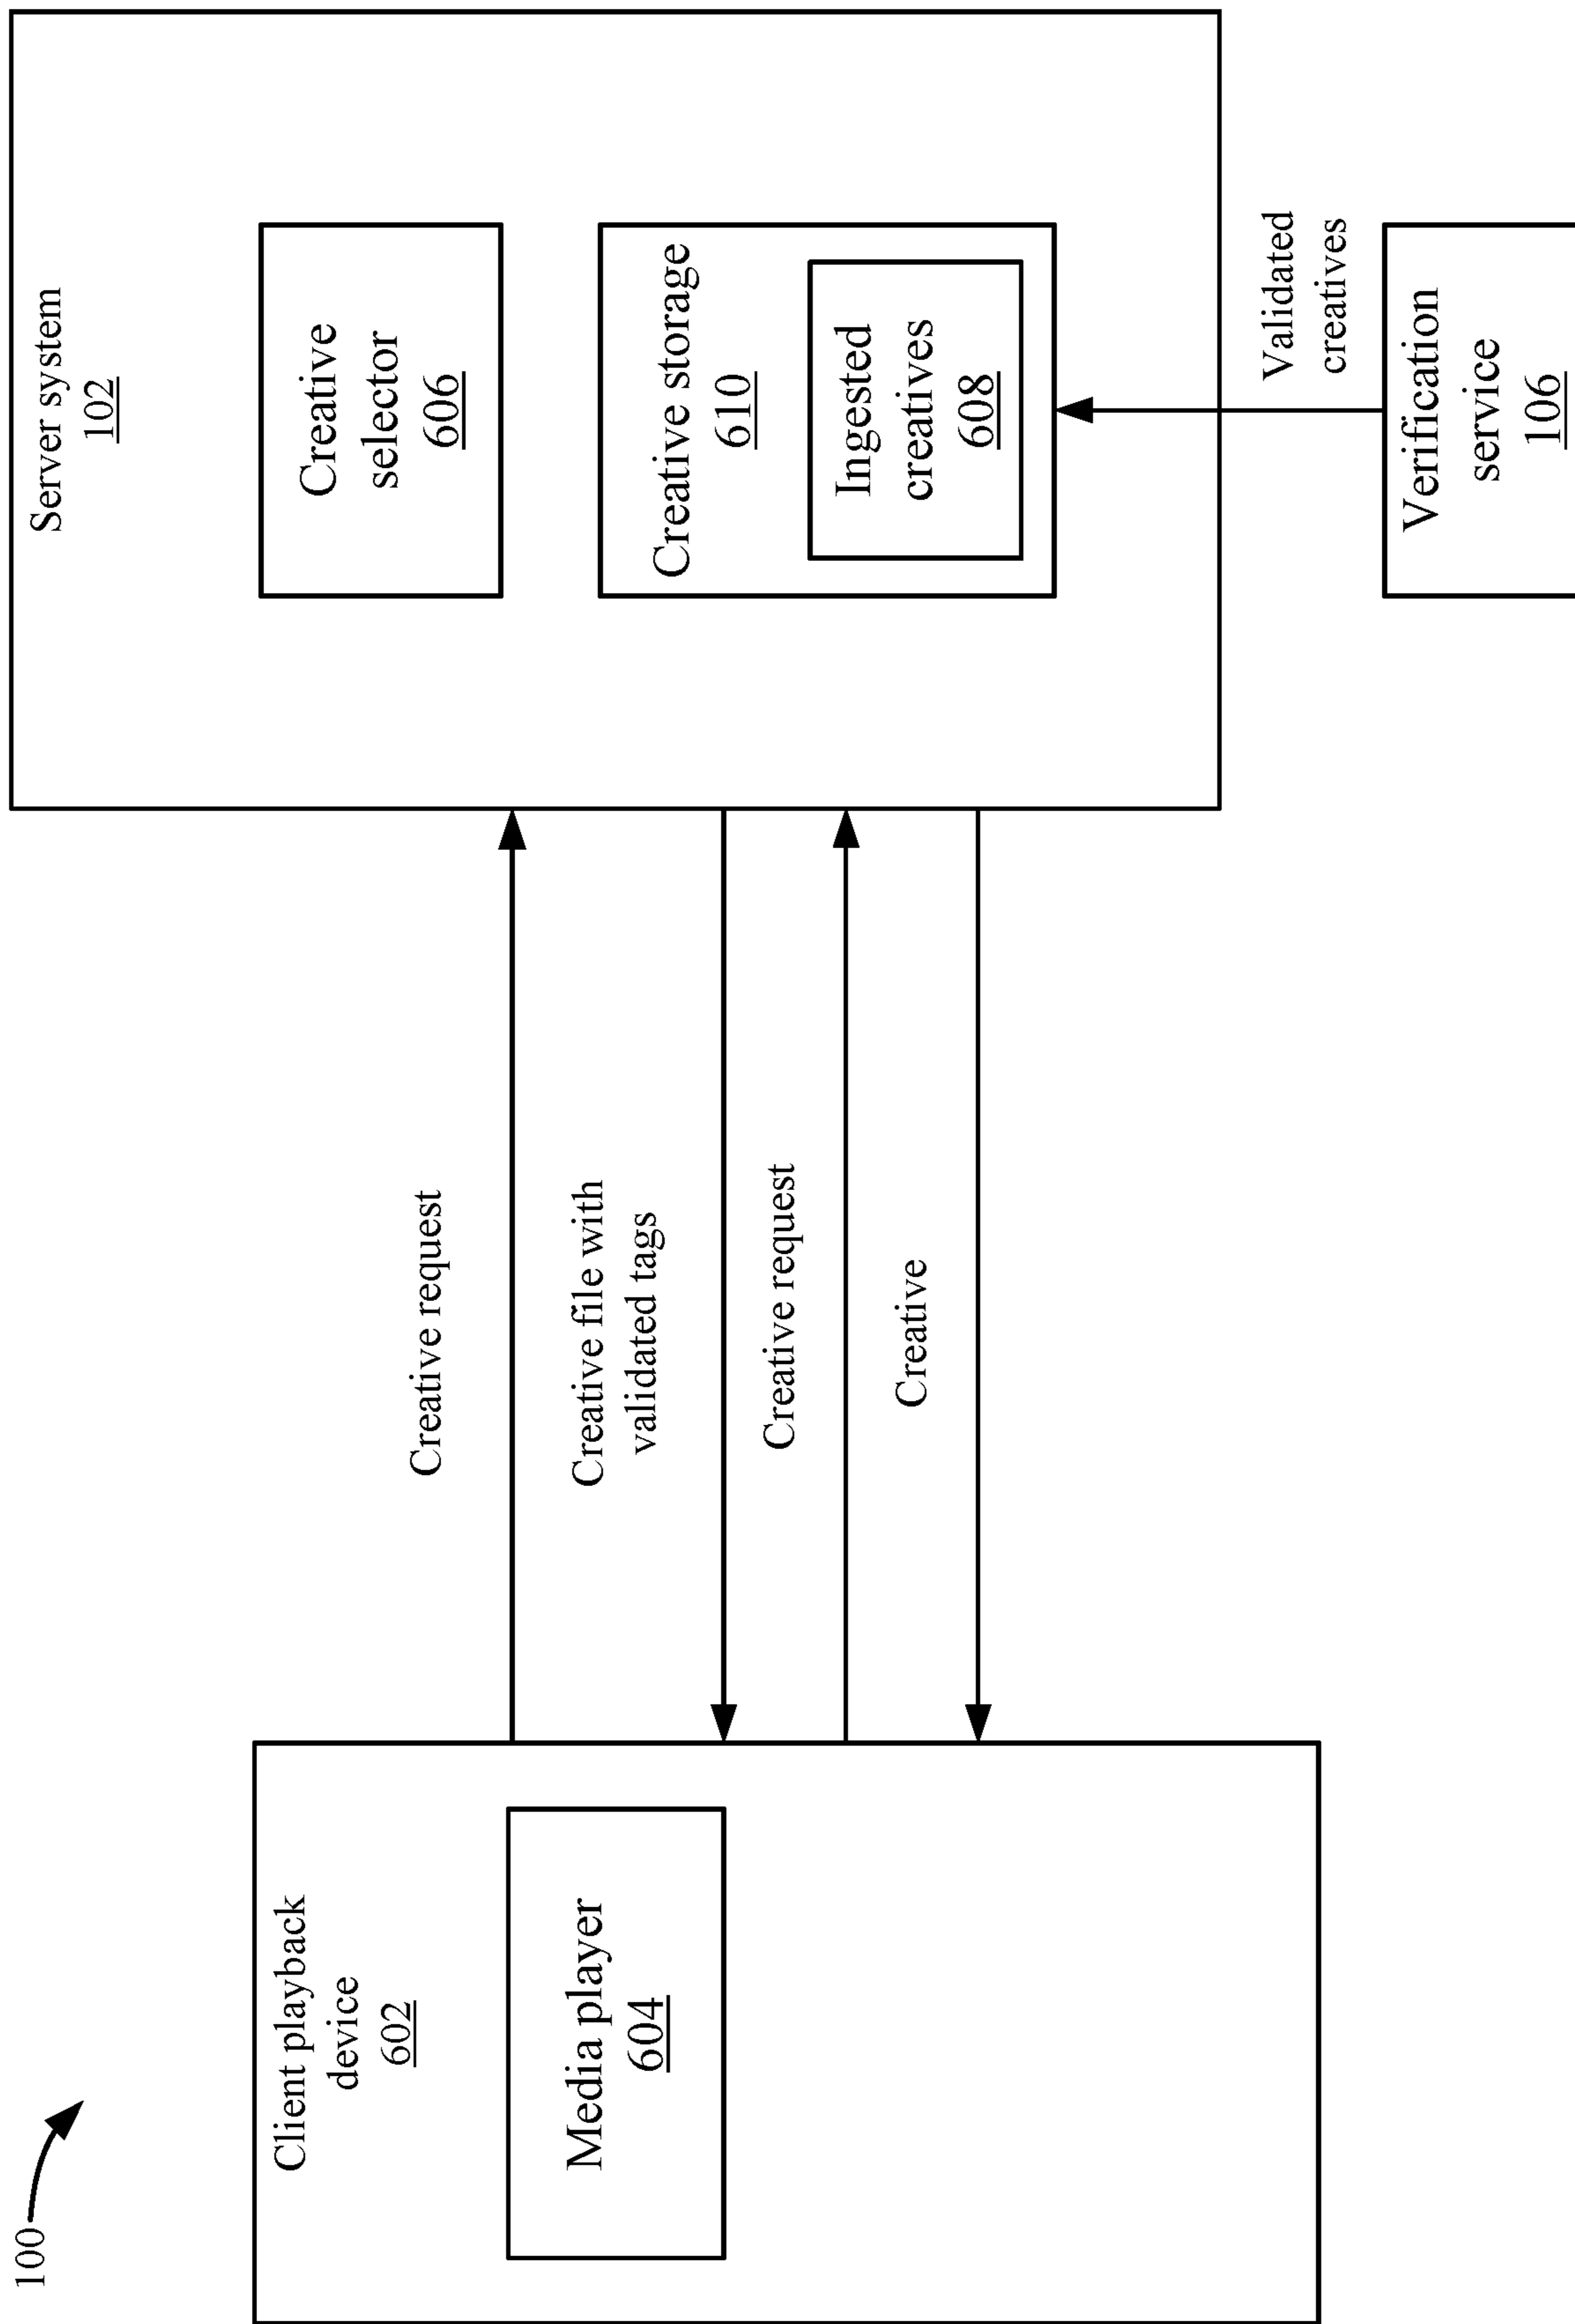 100
Client playback
device
602
Media player
604
Creative request
Creative file with
validated tags
Creative request
Creative
Server system
102
Creative
selector
606
Creative storage
610
Ingested
creatives
608
Validated
creatives
Verification
service
106